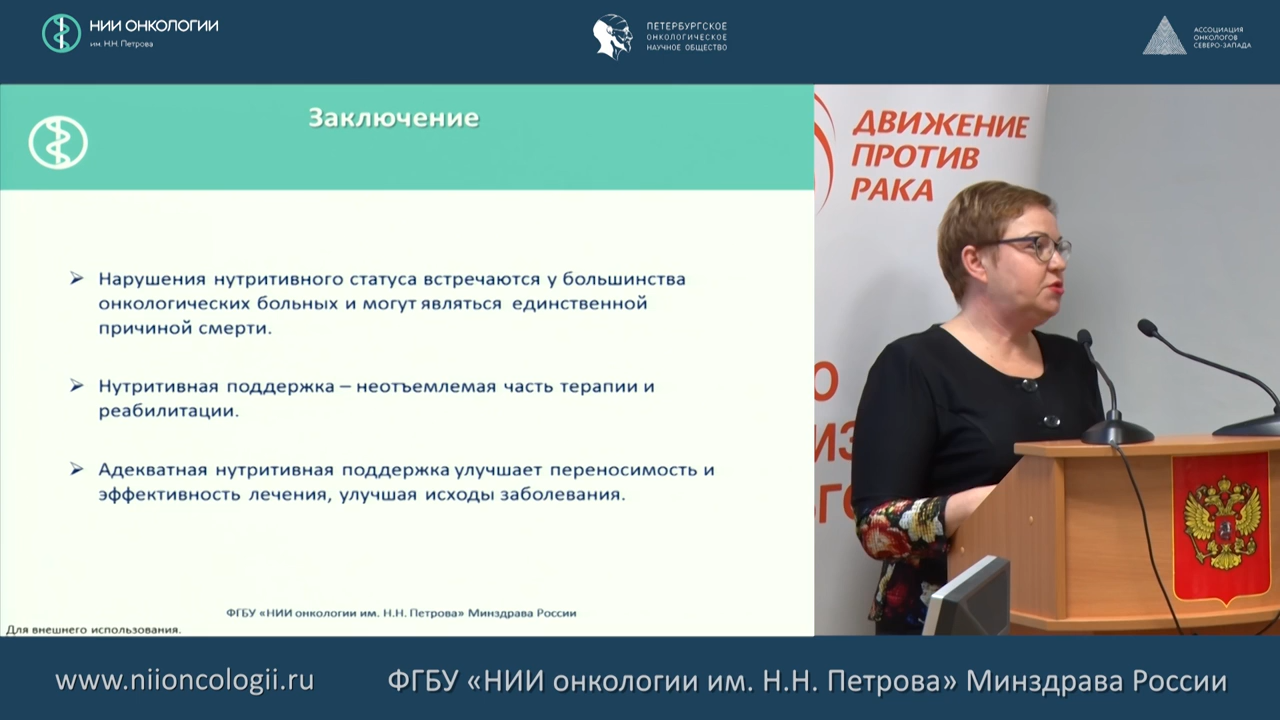 НИИ ОНКОЛОГИИ
им. Н.Н. Петрова
ПЕТЕРБУРГСКОЕ
ОНКОЛОГИЧЕСКОЕ
НАУЧНОЕ ОБЩЕСТВО
АССОЦИАЦИЯ
ОНКОЛОГОВ
СЕВЕРО-ЗАПАДА
Заключение
Нарушения нутритивного статуса встречаются у большинства
онкологических больных и могут являться единственной
причиной смерти.
Нутритивная поддержка – неотъемлемая часть терапии и
реабилитации.
Адекватная нутритивная поддержка улучшает переносимость и
эффективность лечения, улучшая исходы заболевания.
ФГБУ «НИИ онкологии им. Н.Н. Петрова» Минздрава России
Для внешнего использования.
ДВИЖЕНИЕ
ПРОТИВ
РАКА
www.niioncologii.ru
ФГБУ «НИИ онкологии им. Н.Н. Петрова» Минздрава России